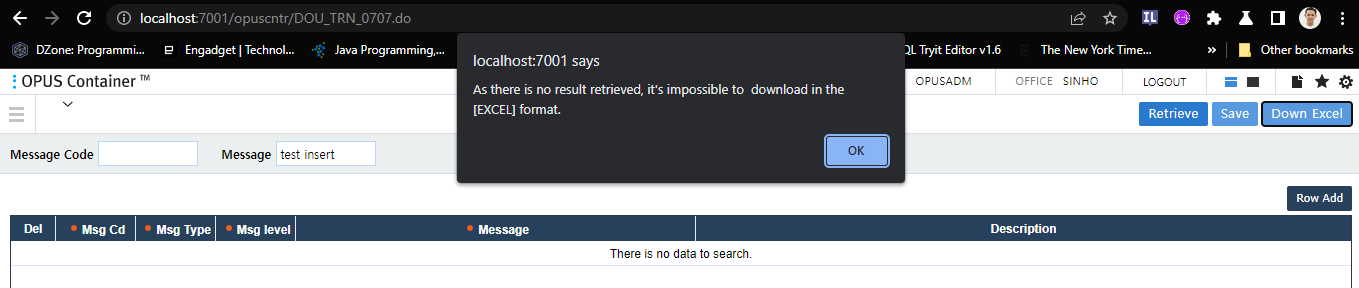 localhost:7001/opuscntr/DOU_TRN_0707.do
IL
DZone: Programmi...
Engadget | Technol...
Java Programming,...
QL Tryit Editor v1.6
The New York Time...
»
Other bookmarks
localhost:7001 says
As there is no result retrieved, it's impossible to  download in the
[EXCEL] format.
OK
OPUS Container ™
OPUSADM
OFFICE SINHO
LOGOUT
Retrieve
Save
Down Excel
Message Code
Message test insert
Row Add
Del
Msg Cd
Msg Type
Msg level
Message
Description
There is no data to search.